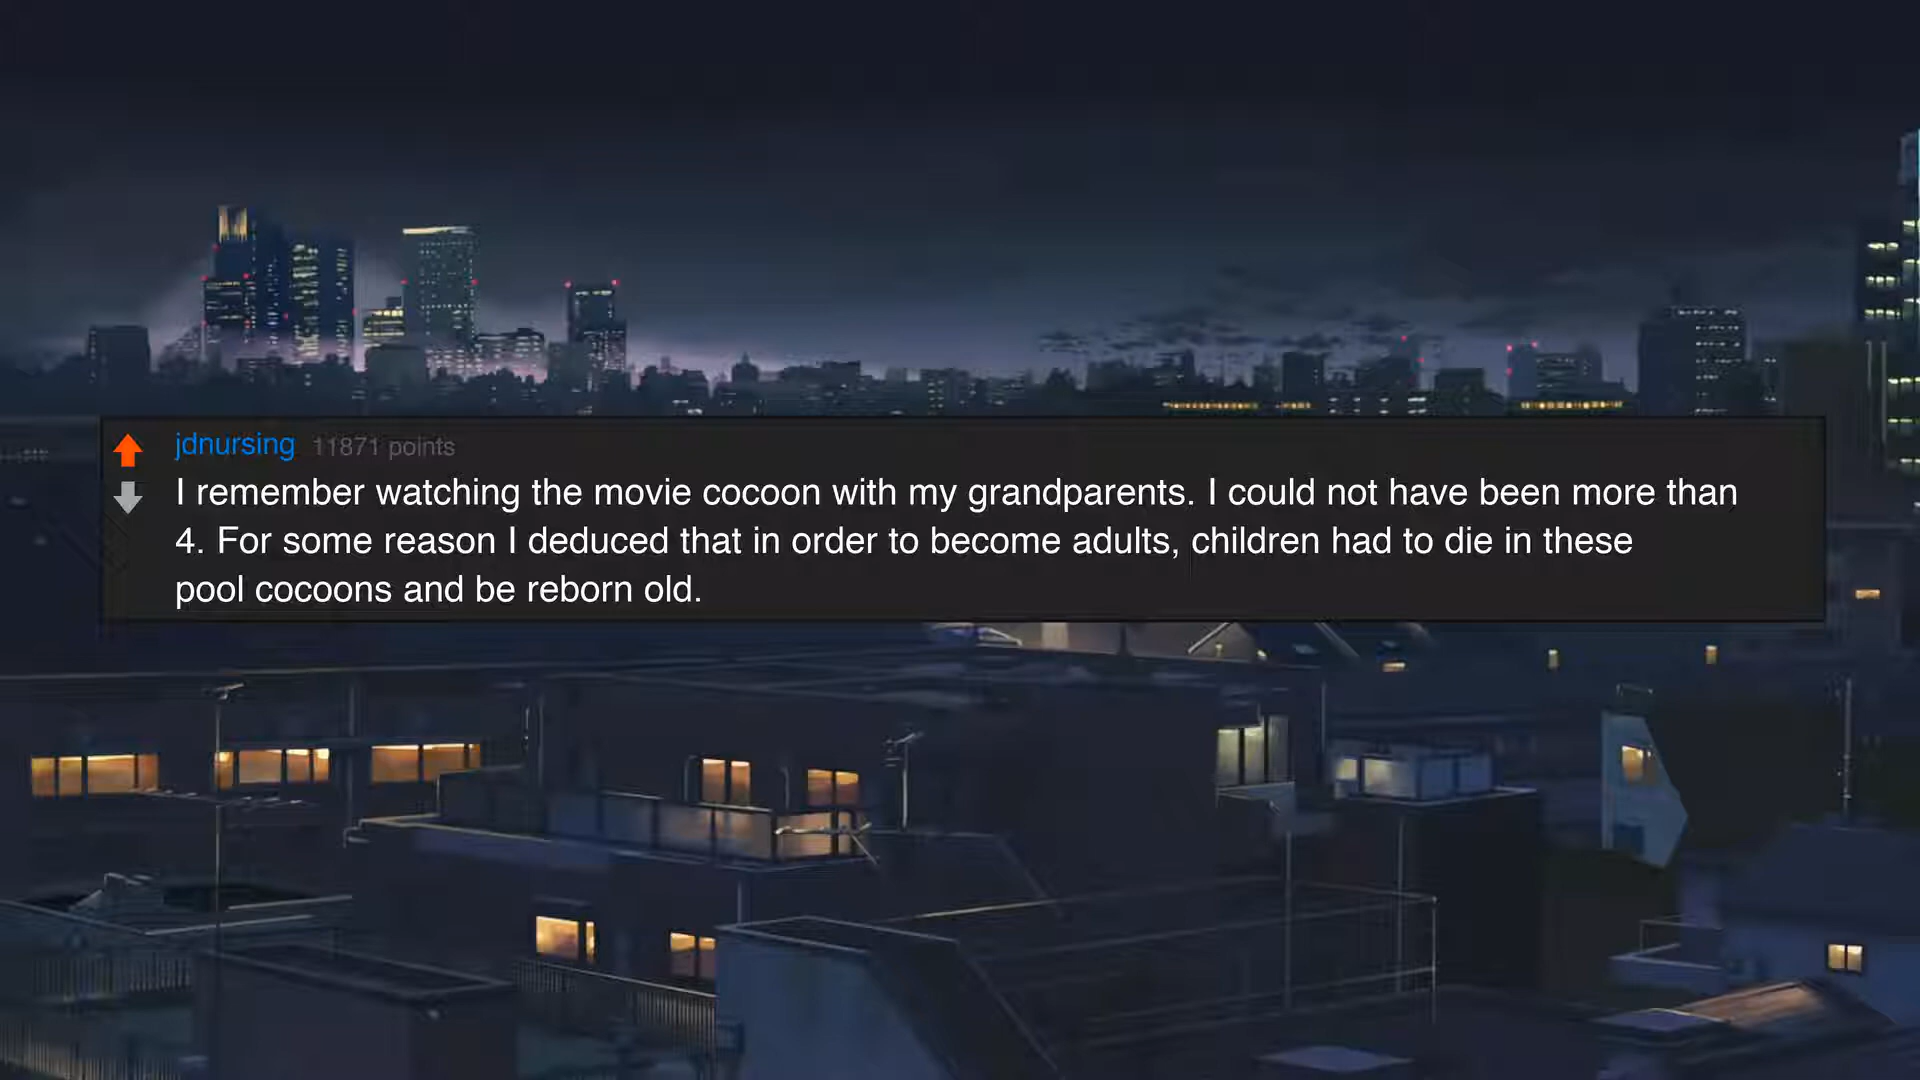 jdnursing 11871 points
I remember watching the movie cocoon with my grandparents. I could not have been more than
4. For some reason I deduced that in order to become adults, children had to die in these
pool cocoons and be reborn old.